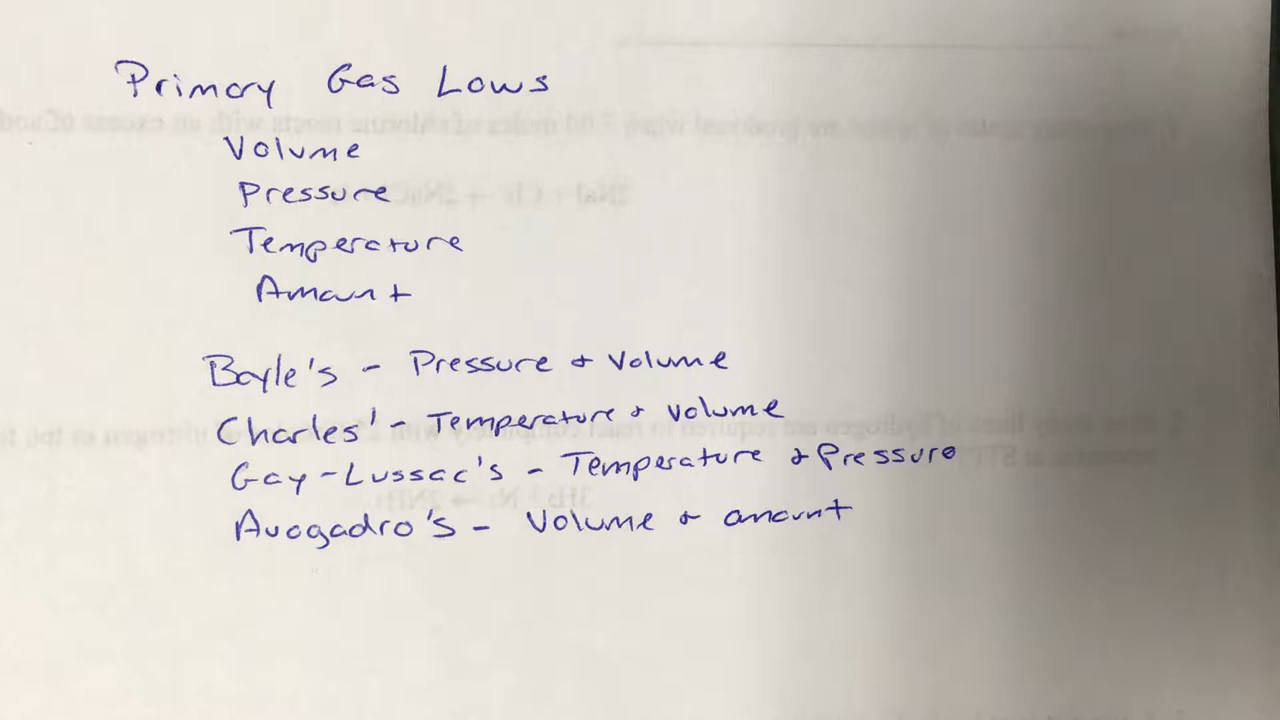 Primary Gas Laws
Volume
Pressure
Temperature
Amount
Boyle's - Pressure & Volume
Charles' - Temperature & Volume
Gay-Lussac's - Temperature & Pressure
Avogadro's - Volume & amount